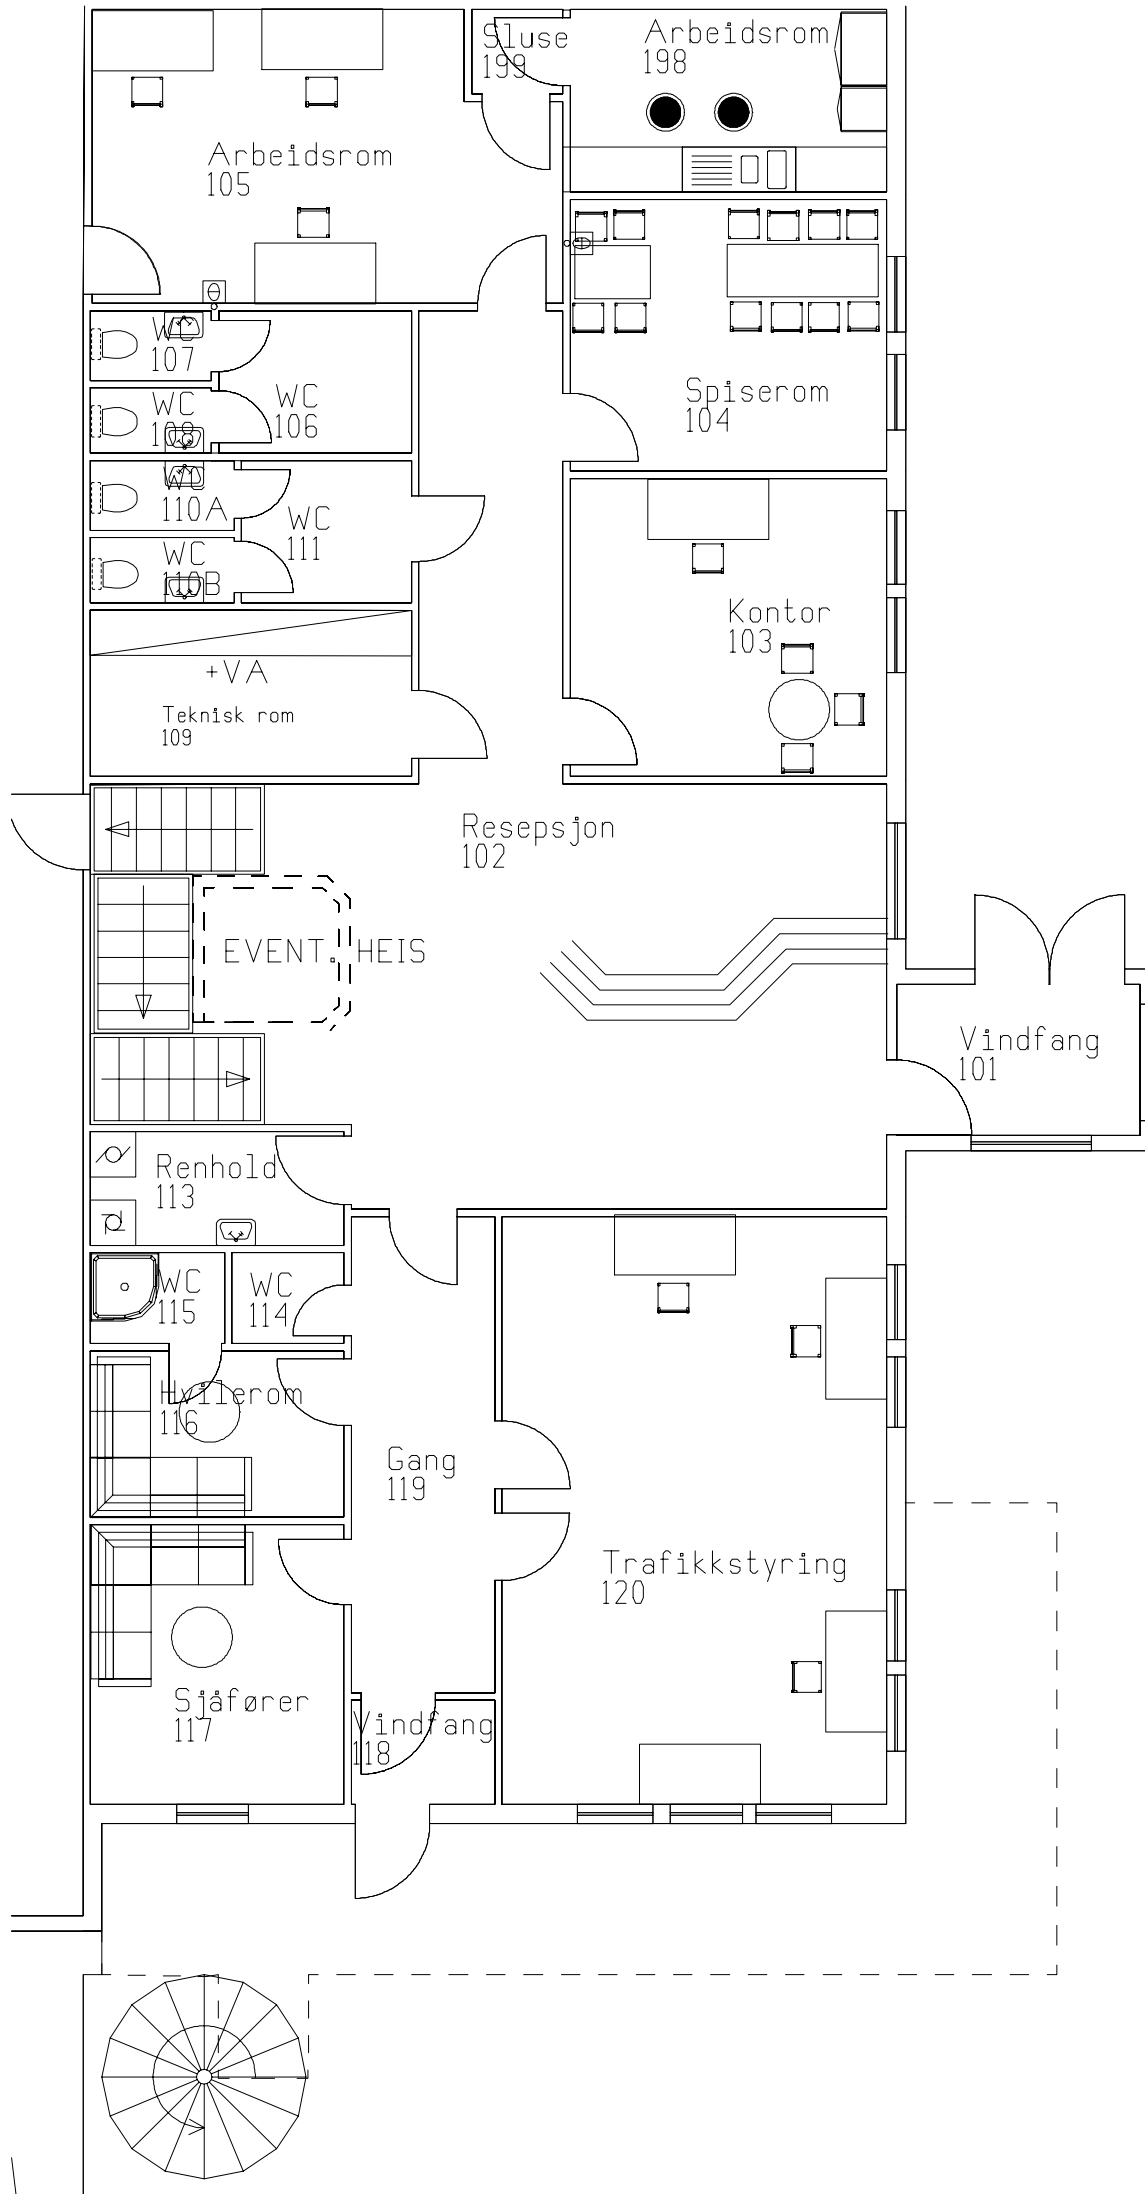 Sluse
199
Arbeidsrom
198
Arbeidsrom
105
WC
107
WC
106
WC
108
Spiserom
104
WC
110A
WC
111
WC
110B
Kontor
103
+VA
Teknisk rom
109
Resepsjon
102
EVENT. HEIS
Vindfang
101
Renhold
113
WC
115
WC
114
Hvilerom
116
Gang
119
Trafikkstyring
120
Sjåfører
117
Vindfang
118